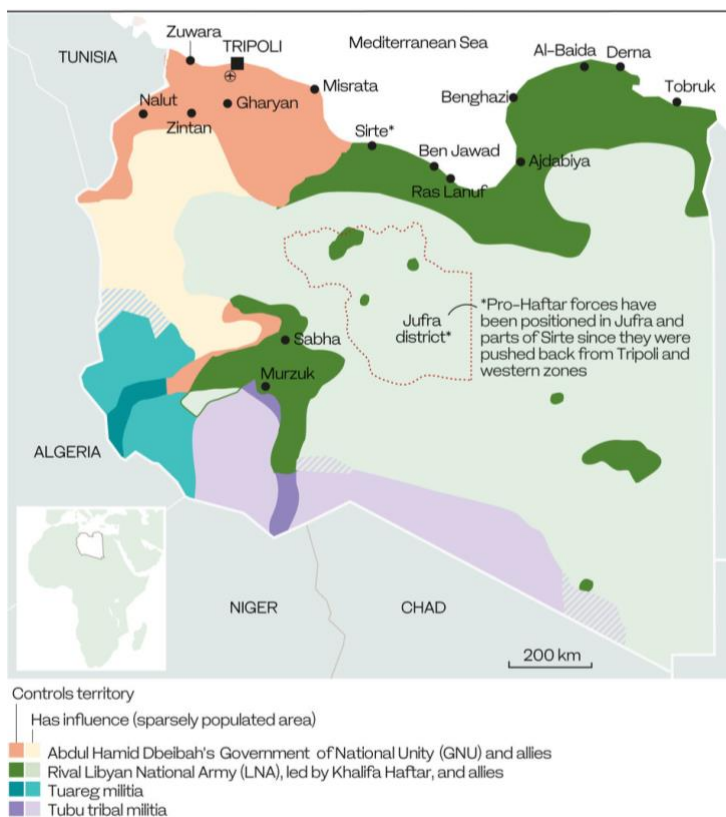 TUNISIA
Zuwara
TRIPOLI
Mediterranean Sea
Al-Baida
Derna
Nalut
Zintan
Gharyan
Misrata
Benghazi
Tobruk
Sirte*
Ben Jawad
Ras Lanuf
Ajdabiya
Jufra
district*
*Pro-Haftar forces have
been positioned in Jufra and
parts of Sirte since they were
pushed back from Tripoli and
western zones
Sabha
Murzuk
ALGERIA
NIGER
CHAD
200 km
Controls territory
Has influence (sparsely populated area)
Abdul Hamid Dbeibah's Government of National Unity (GNU) and allies
Rival Libyan National Army (LNA), led by Khalifa Haftar, and allies
Tuareg militia
Tubu tribal militia